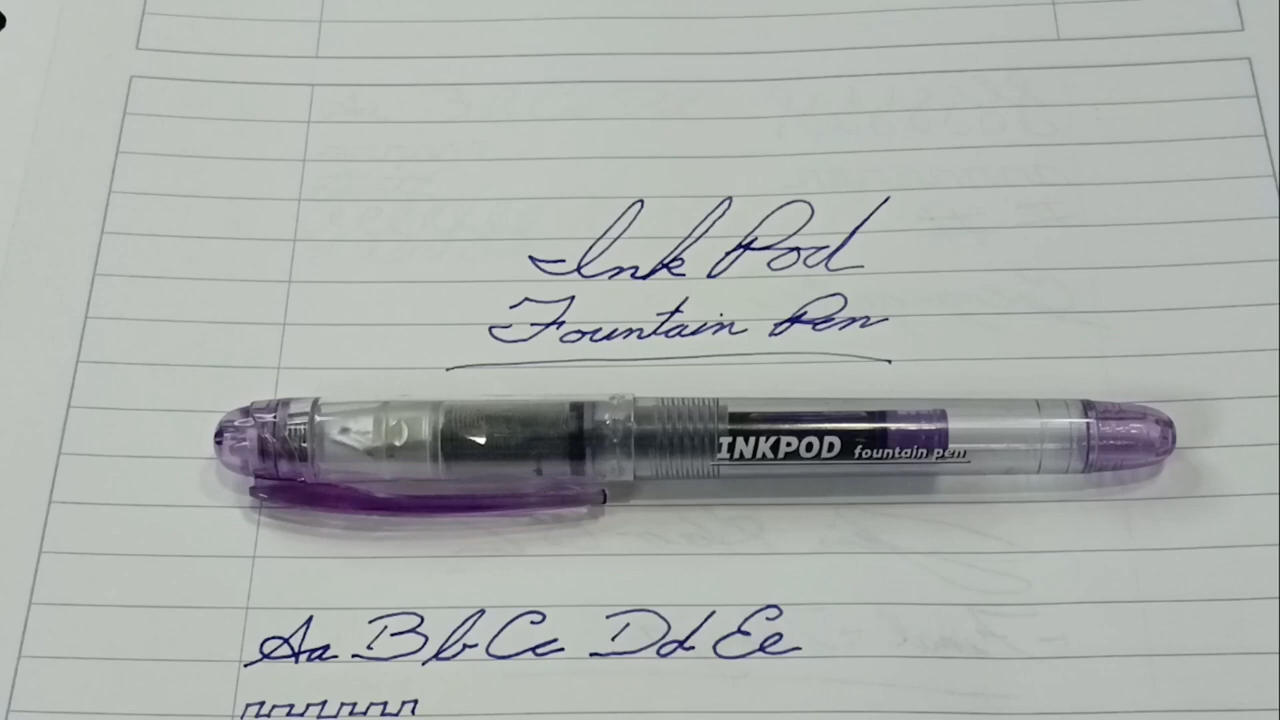 Ink Pod
Fountain Pen
INKPOD fountain pen
Aa Bb Cc Dd Ee